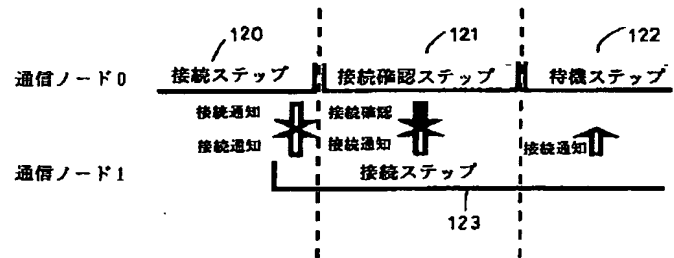 120
121
122
通信ノード0
接続ステップ
接続確認ステップ
待機ステップ
接続通知
接続確認
接続通知
接続通知
接続通知
通信ノード1
接続ステップ
123